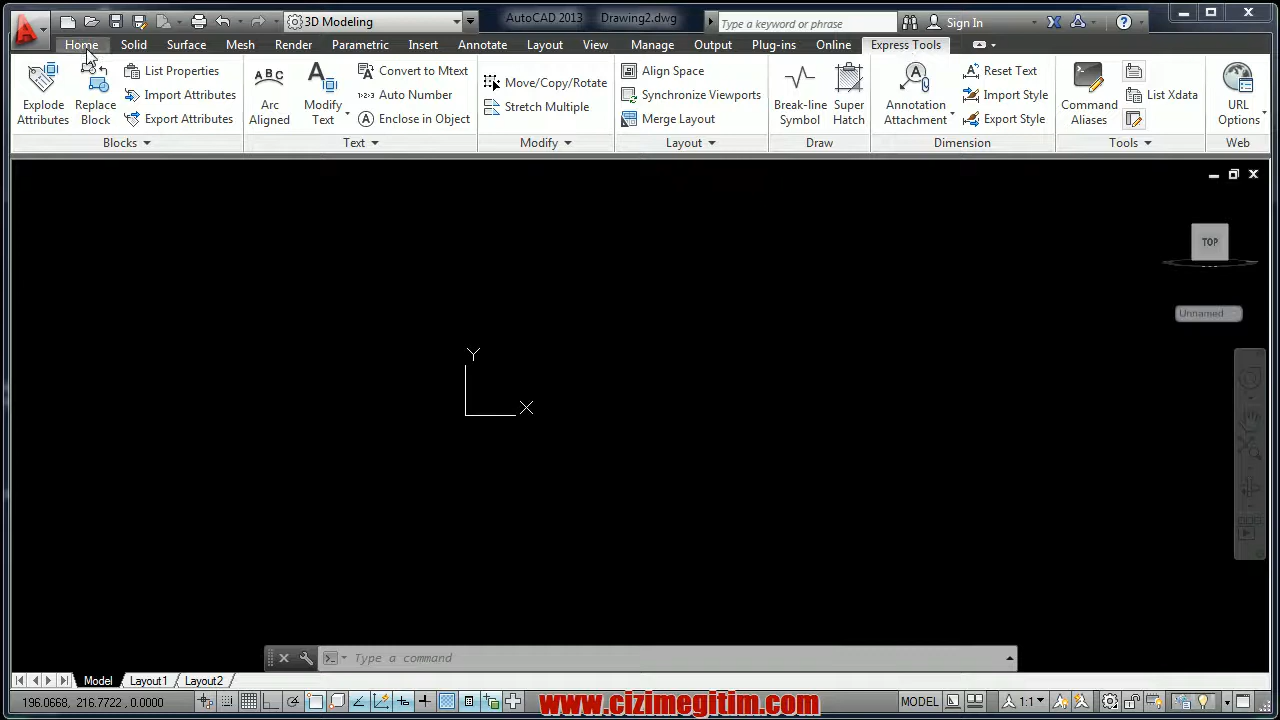 3D Modeling AutoCAD 2013 Drawing2.dwg Type a keyword or phrase Sign In
Home Solid Surface Mesh Render Parametric Insert Annotate Layout View Manage Output Plug-ins Online Express Tools
Explode Attributes
Replace Block
List Properties
Import Attributes
Export Attributes
Blocks
ABC
Arc Aligned
A
Modify Text
Convert to Mtext
1-2-3 Auto Number
A Enclose in Object
Text
Move/Copy/Rotate
Stretch Multiple
Modify
Align Space
Synchronize Viewports
Merge Layout
Layout
Break-line Symbol
Super Hatch
Draw
A
Annotation Attachment
Reset Text
Import Style
Export Style
Dimension
Command Aliases
List Xdata
Tools
URL Options
Web
TOP
Unnamed
Y
X
Type a command
Model Layout1 Layout2
196.0668, 216.7722, 0.0000 www.cizimegitim.com MODEL 1:1